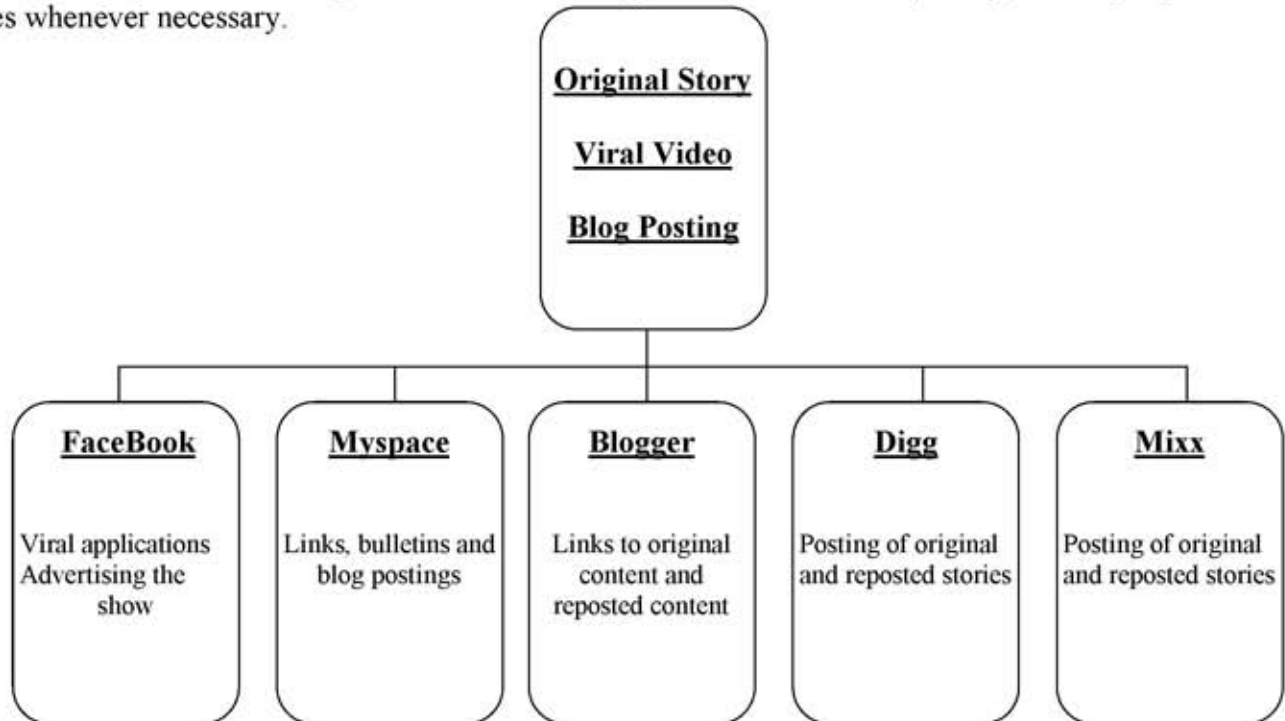 es whenever necessary.
Original Story
Viral Video
Blog Posting
FaceBook
Viral applications
Advertising the
show
Myspace
Links, bulletins and
blog postings
Blogger
Links to original
content and
reposted content
Digg
Posting of original
and reposted stories
Mixx
Posting of original
and reposted stories